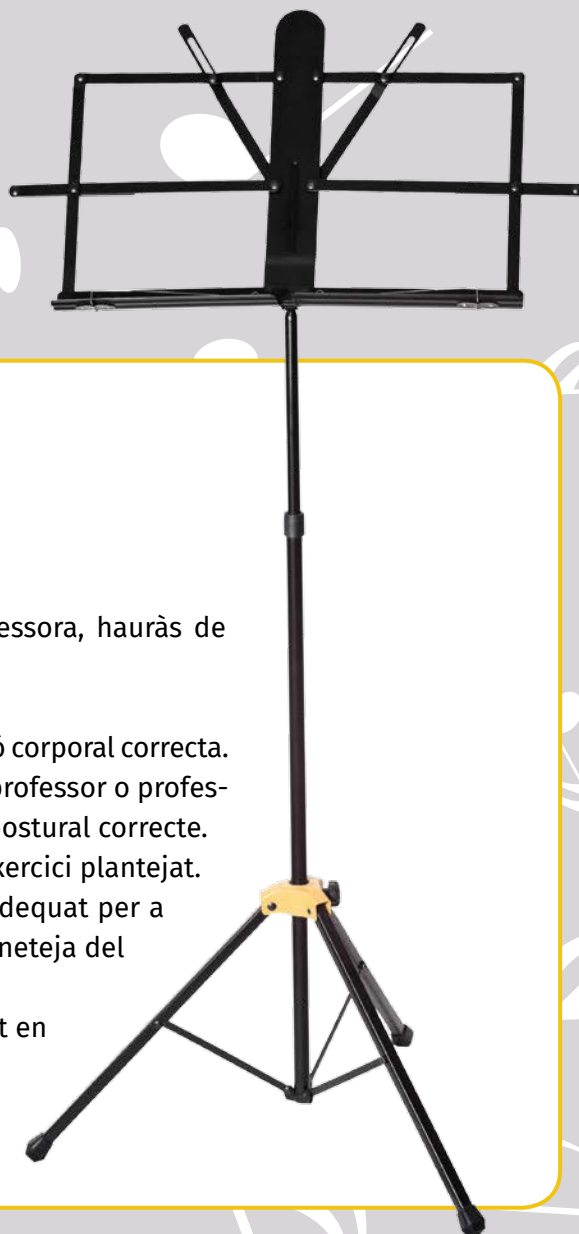 essora, hauràs de
ó corporal correcta.
professor o profes-
postural correcte.
xercici plantejat.
dequat per a
neteja del
t en